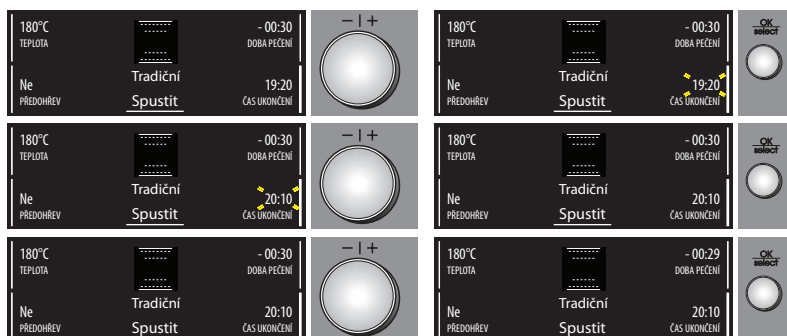 180°C
- 00:30
TEPLOTA
DOBA PEČENÍ
Tradiční
Ne
19:20
PŘEDOHŘEV
Spustit
ČAS UKONČENÍ
− | +
180°C
- 00:30
TEPLOTA
DOBA PEČENÍ
Tradiční
Ne
19:20
PŘEDOHŘEV
Spustit
ČAS UKONČENÍ
OK
select
180°C
- 00:30
TEPLOTA
DOBA PEČENÍ
Tradiční
Ne
20:10
PŘEDOHŘEV
Spustit
ČAS UKONČENÍ
− | +
180°C
- 00:30
TEPLOTA
DOBA PEČENÍ
Tradiční
Ne
20:10
PŘEDOHŘEV
Spustit
ČAS UKONČENÍ
OK
select
180°C
- 00:30
TEPLOTA
DOBA PEČENÍ
Tradiční
Ne
20:10
PŘEDOHŘEV
Spustit
ČAS UKONČENÍ
− | +
180°C
- 00:29
TEPLOTA
DOBA PEČENÍ
Tradiční
Ne
20:10
PŘEDOHŘEV
Spustit
ČAS UKONČENÍ
OK
select